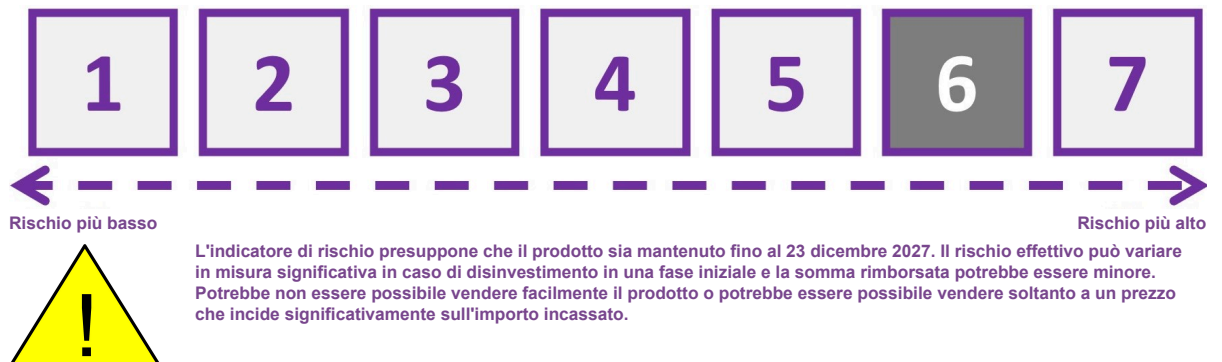 1 2 3 4 5 6 7
Rischio più basso Rischio più alto
L'indicatore di rischio presuppone che il prodotto sia mantenuto fino al 23 dicembre 2027. Il rischio effettivo può variare
in misura significativa in caso di disinvestimento in una fase iniziale e la somma rimborsata potrebbe essere minore.
Potrebbe non essere possibile vendere facilmente il prodotto o potrebbe essere possibile vendere soltanto a un prezzo
che incide significativamente sull'importo incassato.
!